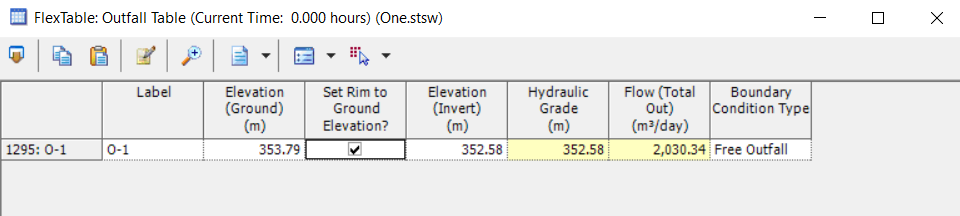 FlexTable: Outfall Table (Current Time:  0.000 hours) (One.stsw)
Label Elevation (Ground) (m) Set Rim to Ground Elevation? Elevation (Invert) (m) Hydraulic Grade (m) Flow (Total Out) (m³/day) Boundary Condition Type
1295: O-1 O-1 353.79 352.58 352.58 2,030.34 Free Outfall